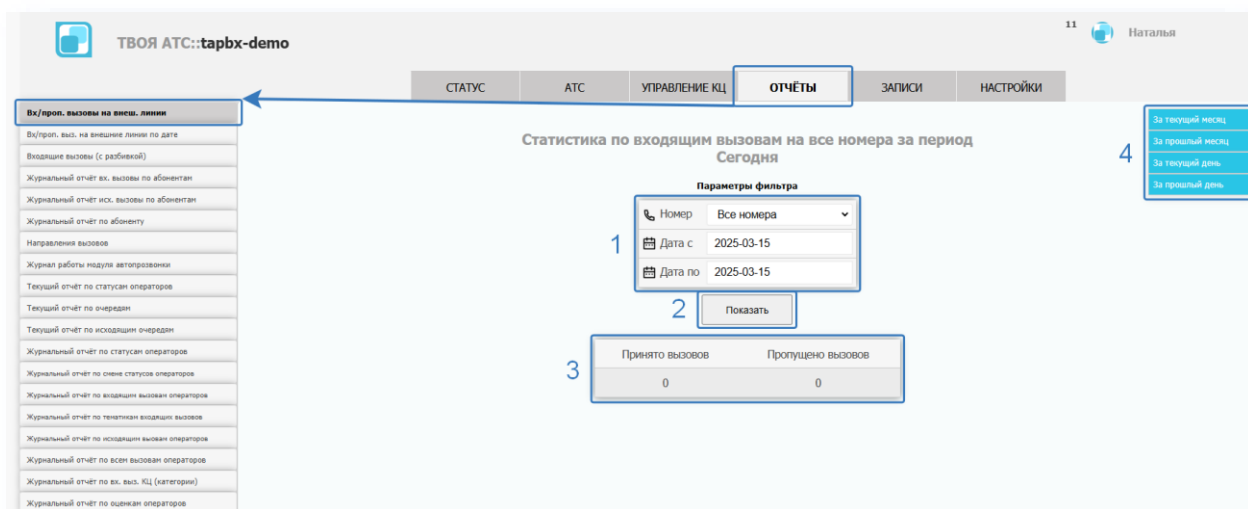 ТВОЯ АТС::tapbx-demo
11
Наталья
СТАТУС АТС УПРАВЛЕНИЕ КЦ ОТЧЁТЫ ЗАПИСИ НАСТРОЙКИ
Вх/проп. вызовы на внеш. линии
Вх/проп. выз. на внешние линии по дате
Входящие вызовы (с разбивкой)
Журнальный отчёт вх. вызовы по абонентам
Журнальный отчёт исх. вызовы по абонентам
Журнальный отчёт по абоненту
Направления вызовов
Журнал работы модуля автопрозвонки
Текущий отчёт по статусам операторов
Текущий отчёт по очередям
Текущий отчёт по исходящим очередям
Журнальный отчёт по статусам операторов
Журнальный отчёт по смене статусов операторов
Журнальный отчёт по входящим вызовам операторов
Журнальный отчёт по тематикам входящих вызовов
Журнальный отчёт по исходящим вызовам операторов
Журнальный отчёт по всем вызовам операторов
Журнальный отчёт по вх. выз. КЦ (категории)
Журнальный отчёт по оценкам операторов
Статистика по входящим вызовам на все номера за период
Сегодня
Параметры фильтра
1
Номер Все номера
Дата с 2025-03-15
Дата по 2025-03-15
2
Показать
3
Принято вызовов Пропущено вызовов
0 0
4
За текущий месяц
За прошлый месяц
За текущий день
За прошлый день